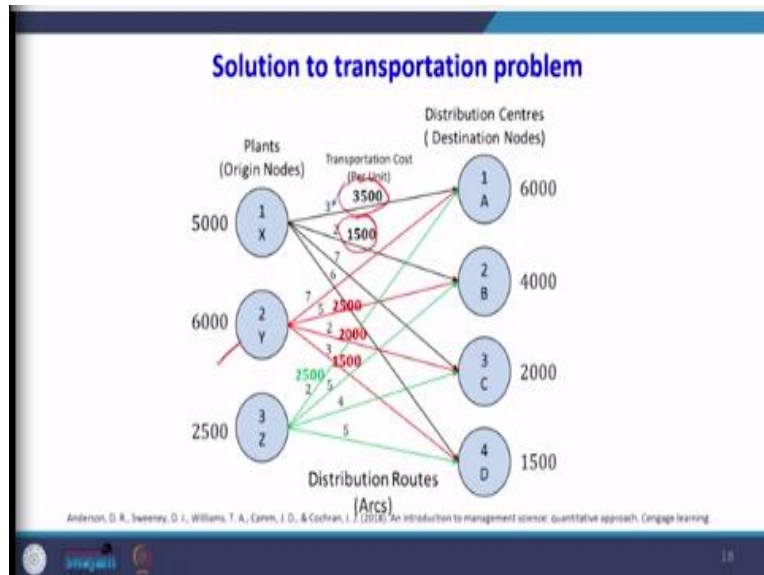 Solution to transportation problem
Distribution Centres
( Destination Nodes)
Plants
(Origin Nodes)
Transportation Cost
(Per Unit)
1
A
6000
5000
1
X
3*
3500
2
1500
7
6
2
B
4000
6000
2
Y
7
5
2500
2
2000
3
1500
3
C
2000
2500
3
Z
2500
2
5
4
5
4
D
1500
Distribution Routes
(Arcs)
Anderson, D. R., Sweeney, D. J., Williams, T. A., Camm, J. D., & Cochran, J. J. (2018). An introduction to management science: quantitative approach. Cengage learning.
swayam
18